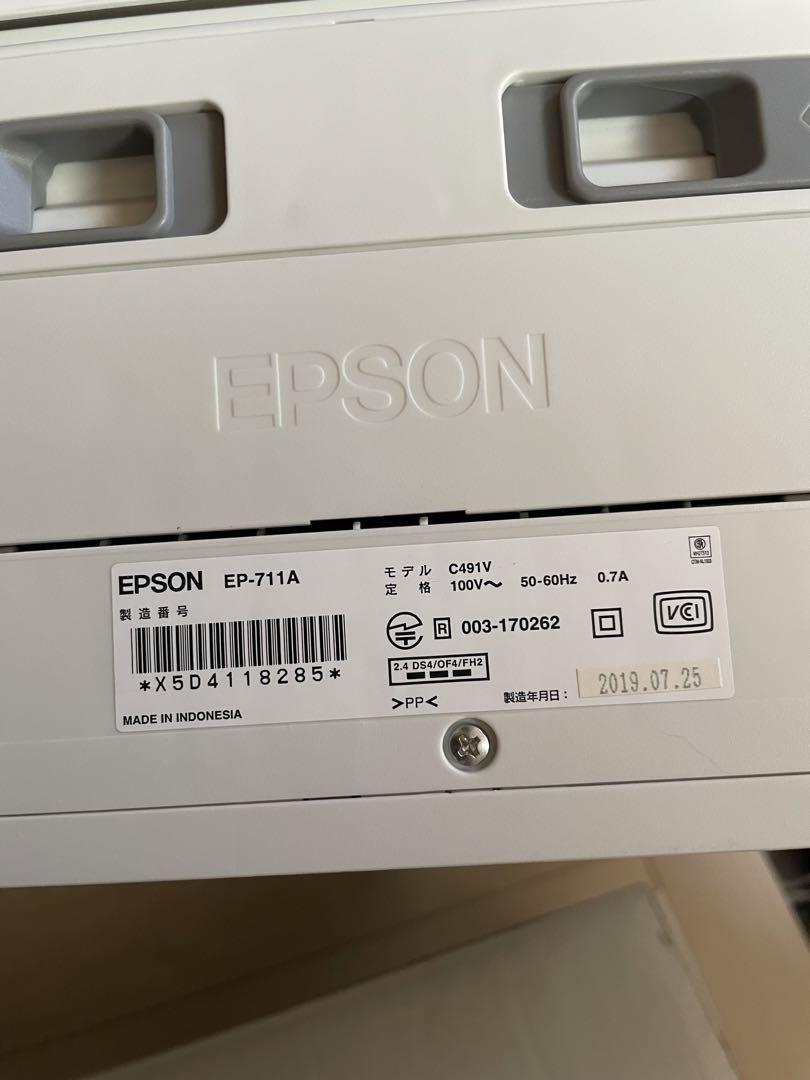 EPSON
EPSON EP-711A
製造番号
*X5D4118285*
MADE IN INDONESIA
モデル C491V
定格 100V〜 50-60Hz 0.7A
R 003-170262
2.4 DS4/OF4/FH2
>PP<
製造年月日：2019.07.25
VCI